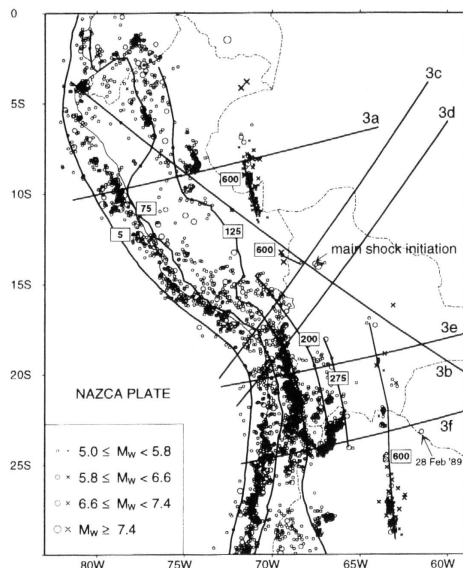 0
5S
10S
15S
20S
25S
80W
75W
70W
65W
60W
3a
3c
3d
3e
3b
3f
600
75
5
125
600
main shock initiation
200
275
600
28 Feb '89
NAZCA PLATE
5.0 ≤ Mw < 5.8
5.8 ≤ Mw < 6.6
6.6 ≤ Mw < 7.4
Mw ≥ 7.4